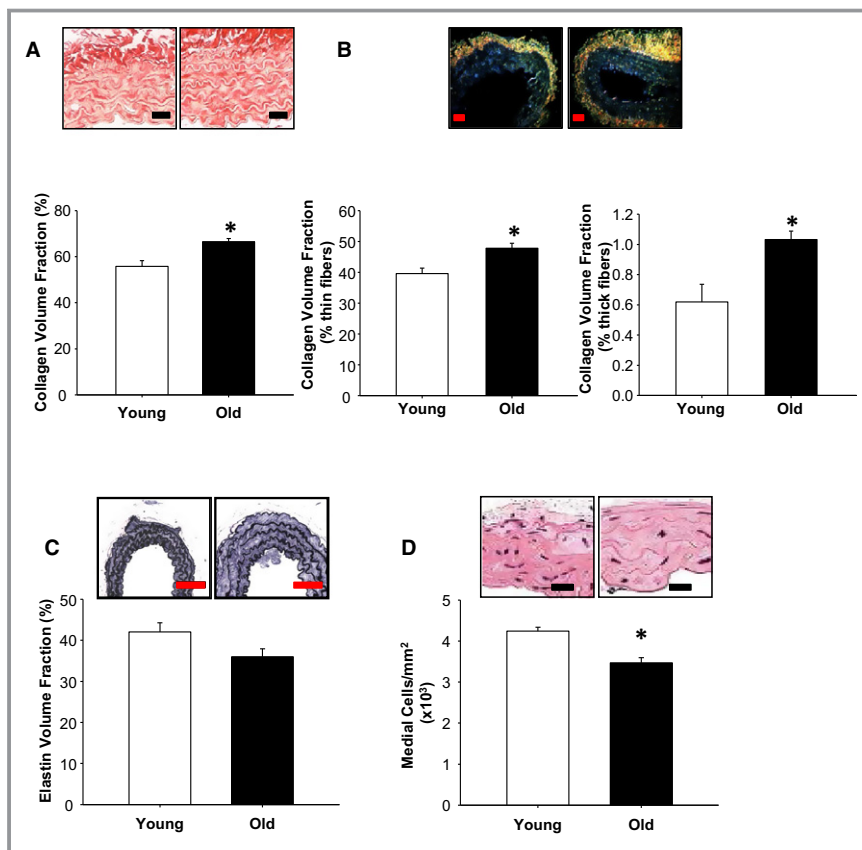 A
B
Collagen Volume Fraction (%)
80
60
40
20
0
*
Young
Old
Collagen Volume Fraction
(% thin fibers)
60
50
40
30
20
10
0
*
Young
Old
Collagen Volume Fraction
(% thick fibers)
1.2
1.0
0.8
0.6
0.4
0.2
0.0
*
Young
Old
C
D
Elastin Volume Fraction (%)
50
40
30
20
10
0
Young
Old
Medial Cells/mm²
(x10³)
5
4
3
2
1
0
*
Young
Old